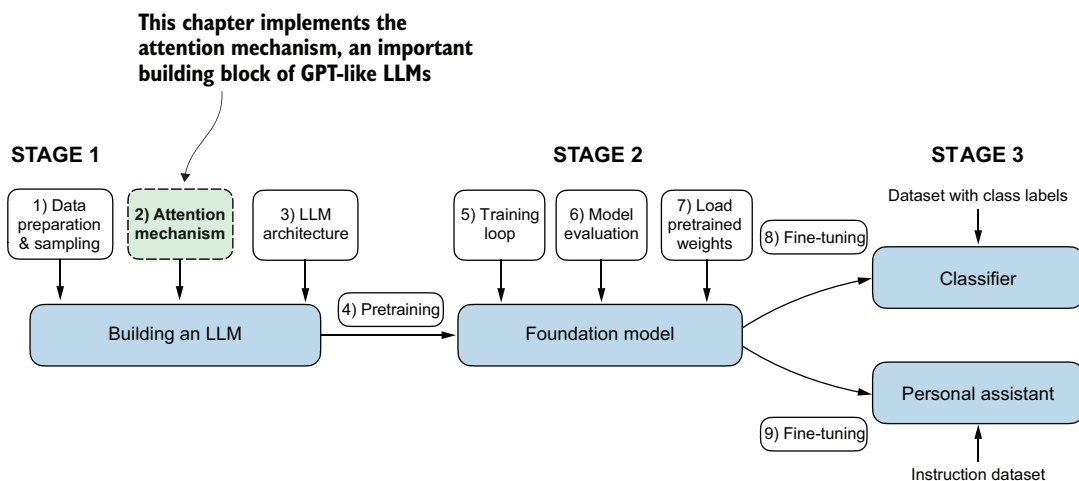 This chapter implements the
attention mechanism, an important
building block of GPT-like LLMs
STAGE 1
STAGE 2
STAGE 3
1) Data
preparation
& sampling
2) Attention
mechanism
3) LLM
architecture
4) Pretraining
Building an LLM
5) Training
loop
6) Model
evaluation
7) Load
pretrained
weights
Foundation model
8) Fine-tuning
Dataset with class labels
Classifier
Personal assistant
9) Fine-tuning
Instruction dataset